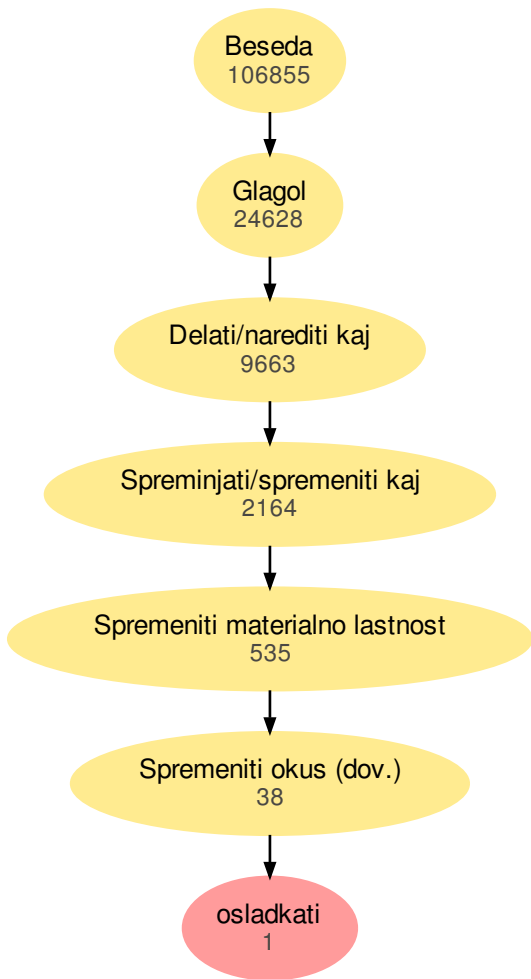 Beseda
106855
Glagol
24628
Delati/narediti kaj
9663
Spreminjati/spremeniti kaj
2164
Spremeniti materialno lastnost
535
Spremeniti okus (dov.)
38
osladkati
1